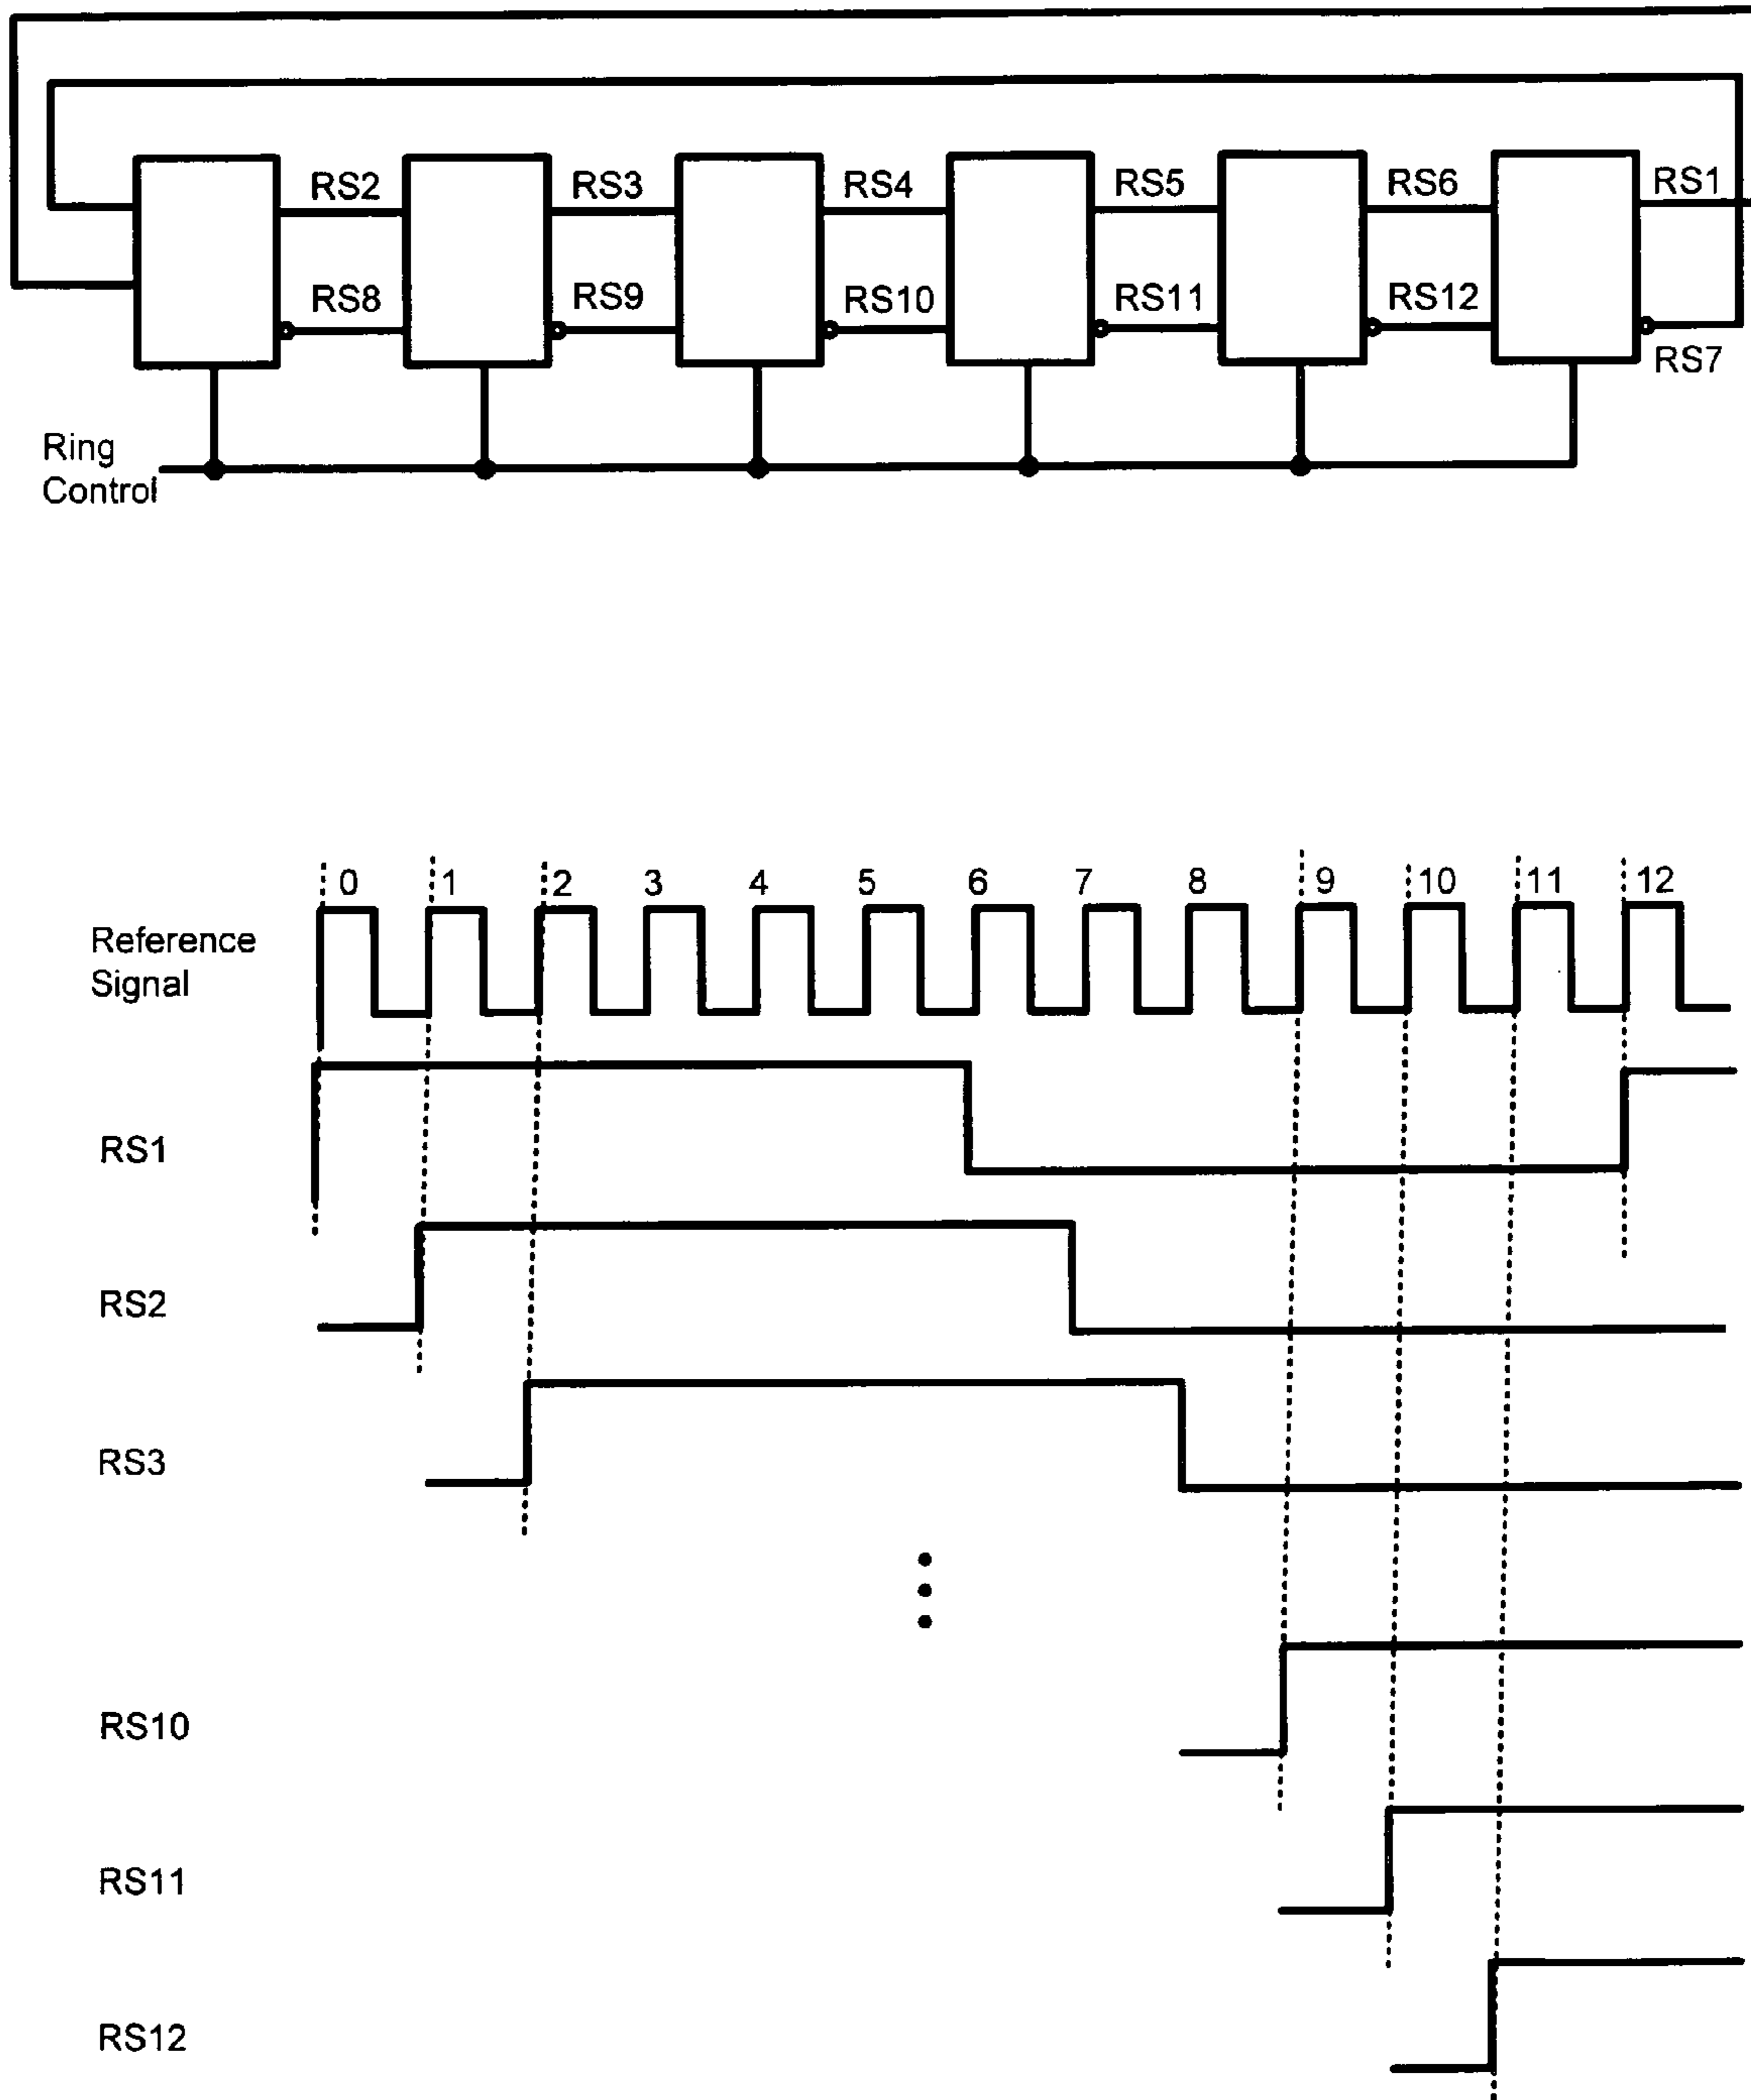 RS2 RS3 RS4 RS5 RS6 RS1
RS8 RS9 RS10 RS11 RS12
RS7
Ring
Control
0 1 2 3 4 5 6 7 8 9 10 11 12
Reference
Signal
RS1
RS2
RS3
RS10
RS11
RS12